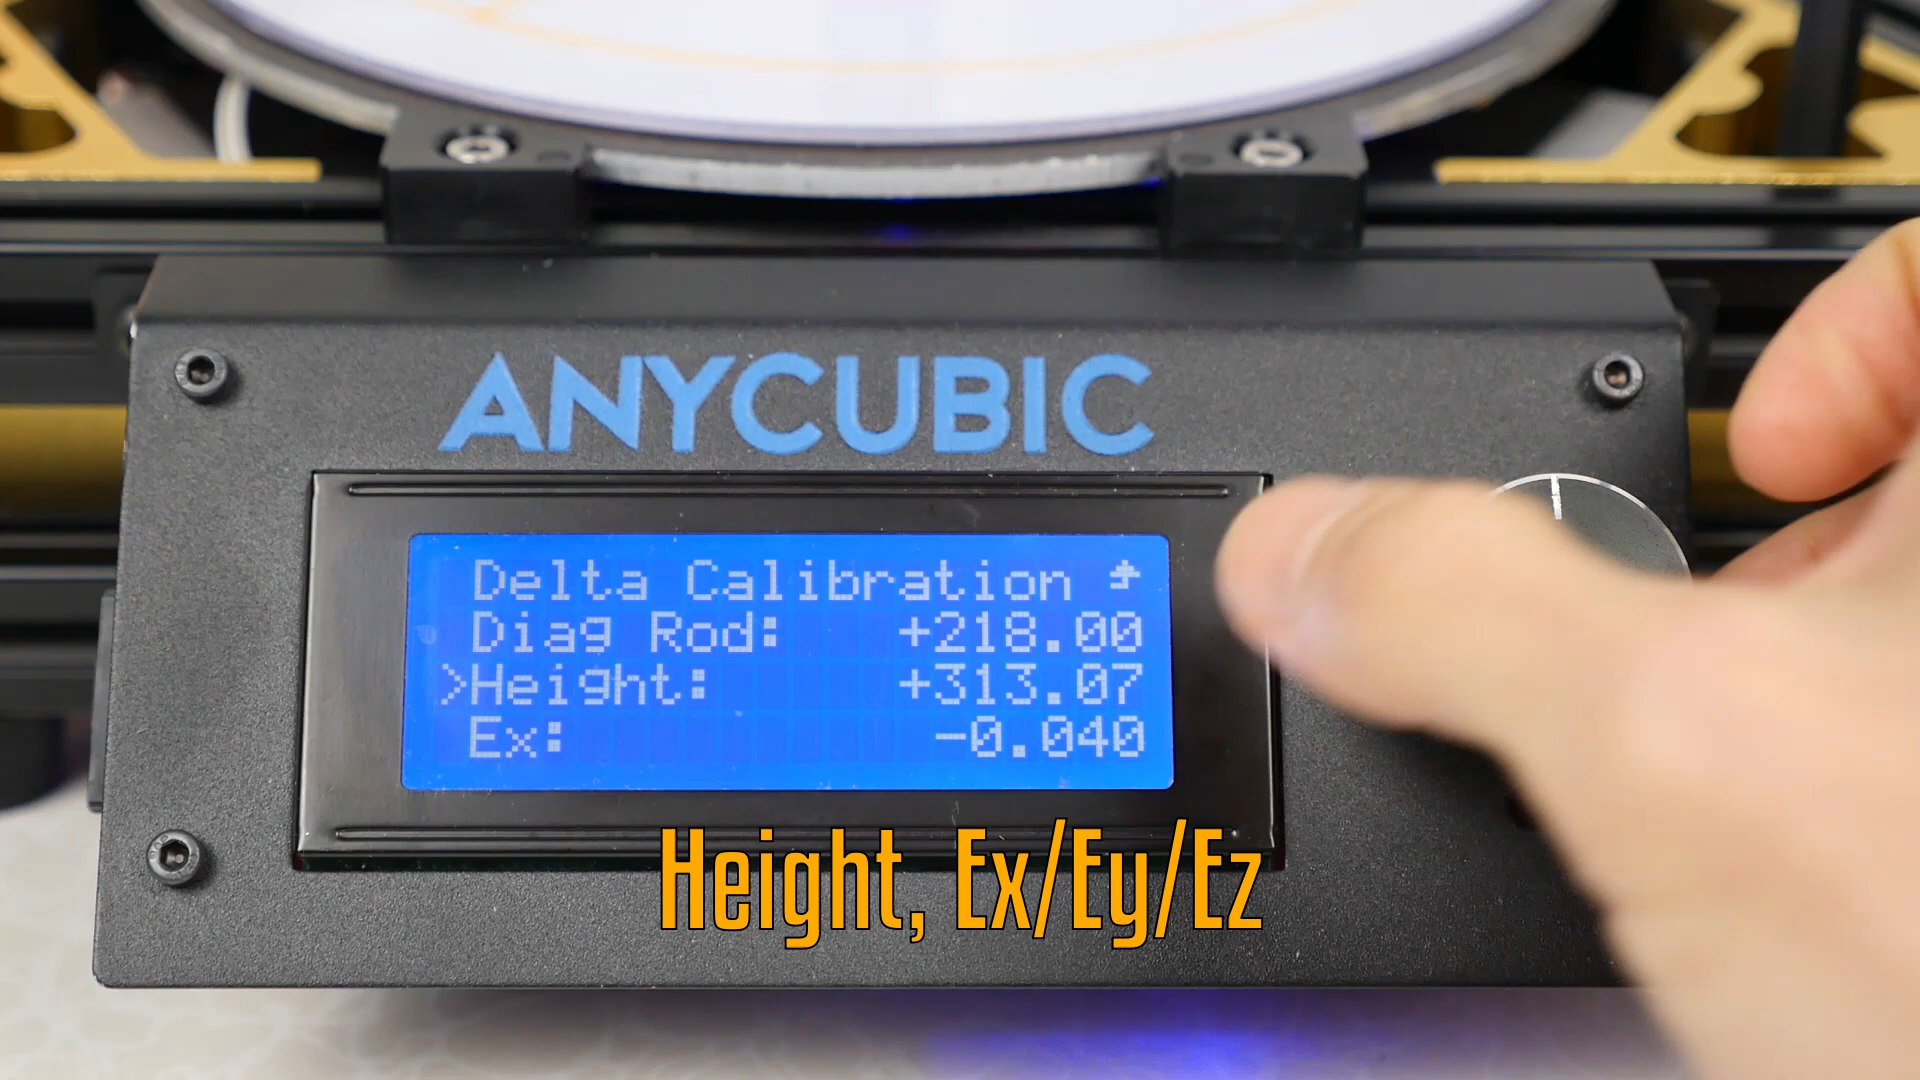 ANYCUBIC
Delta Calibration
Diag Rod: +218.00
>Height: +313.07
Ex: -0.040
Height, Ex/Ey/Ez